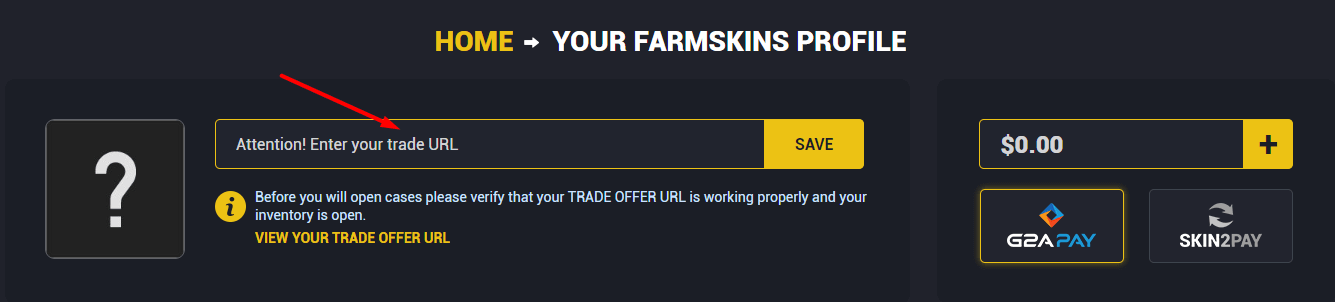 HOME → YOUR FARMSKINS PROFILE
?
Attention! Enter your trade URL
SAVE
i
Before you will open cases please verify that your TRADE OFFER URL is working properly and your
inventory is open.
VIEW YOUR TRADE OFFER URL
$0.00
+
G2A PAY
SKIN2PAY